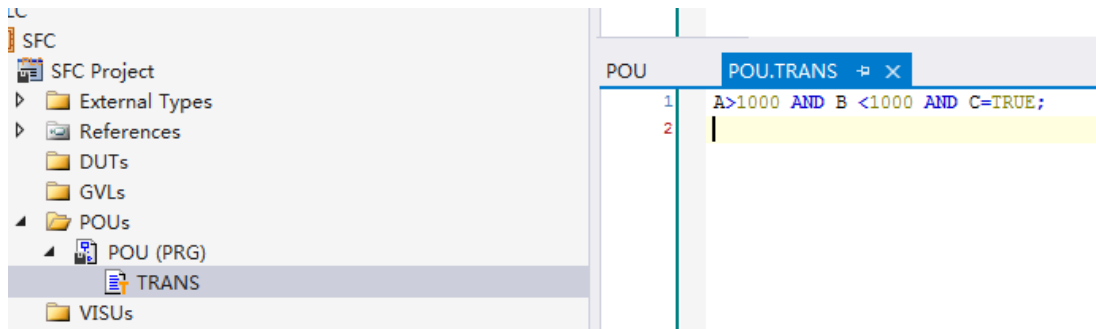 SFC
SFC Project
External Types
References
DUTs
GVLs
POUs
POU (PRG)
TRANS
VISUs
POU
POU.TRANS
1 A>1000 AND B <1000 AND C=TRUE;
2